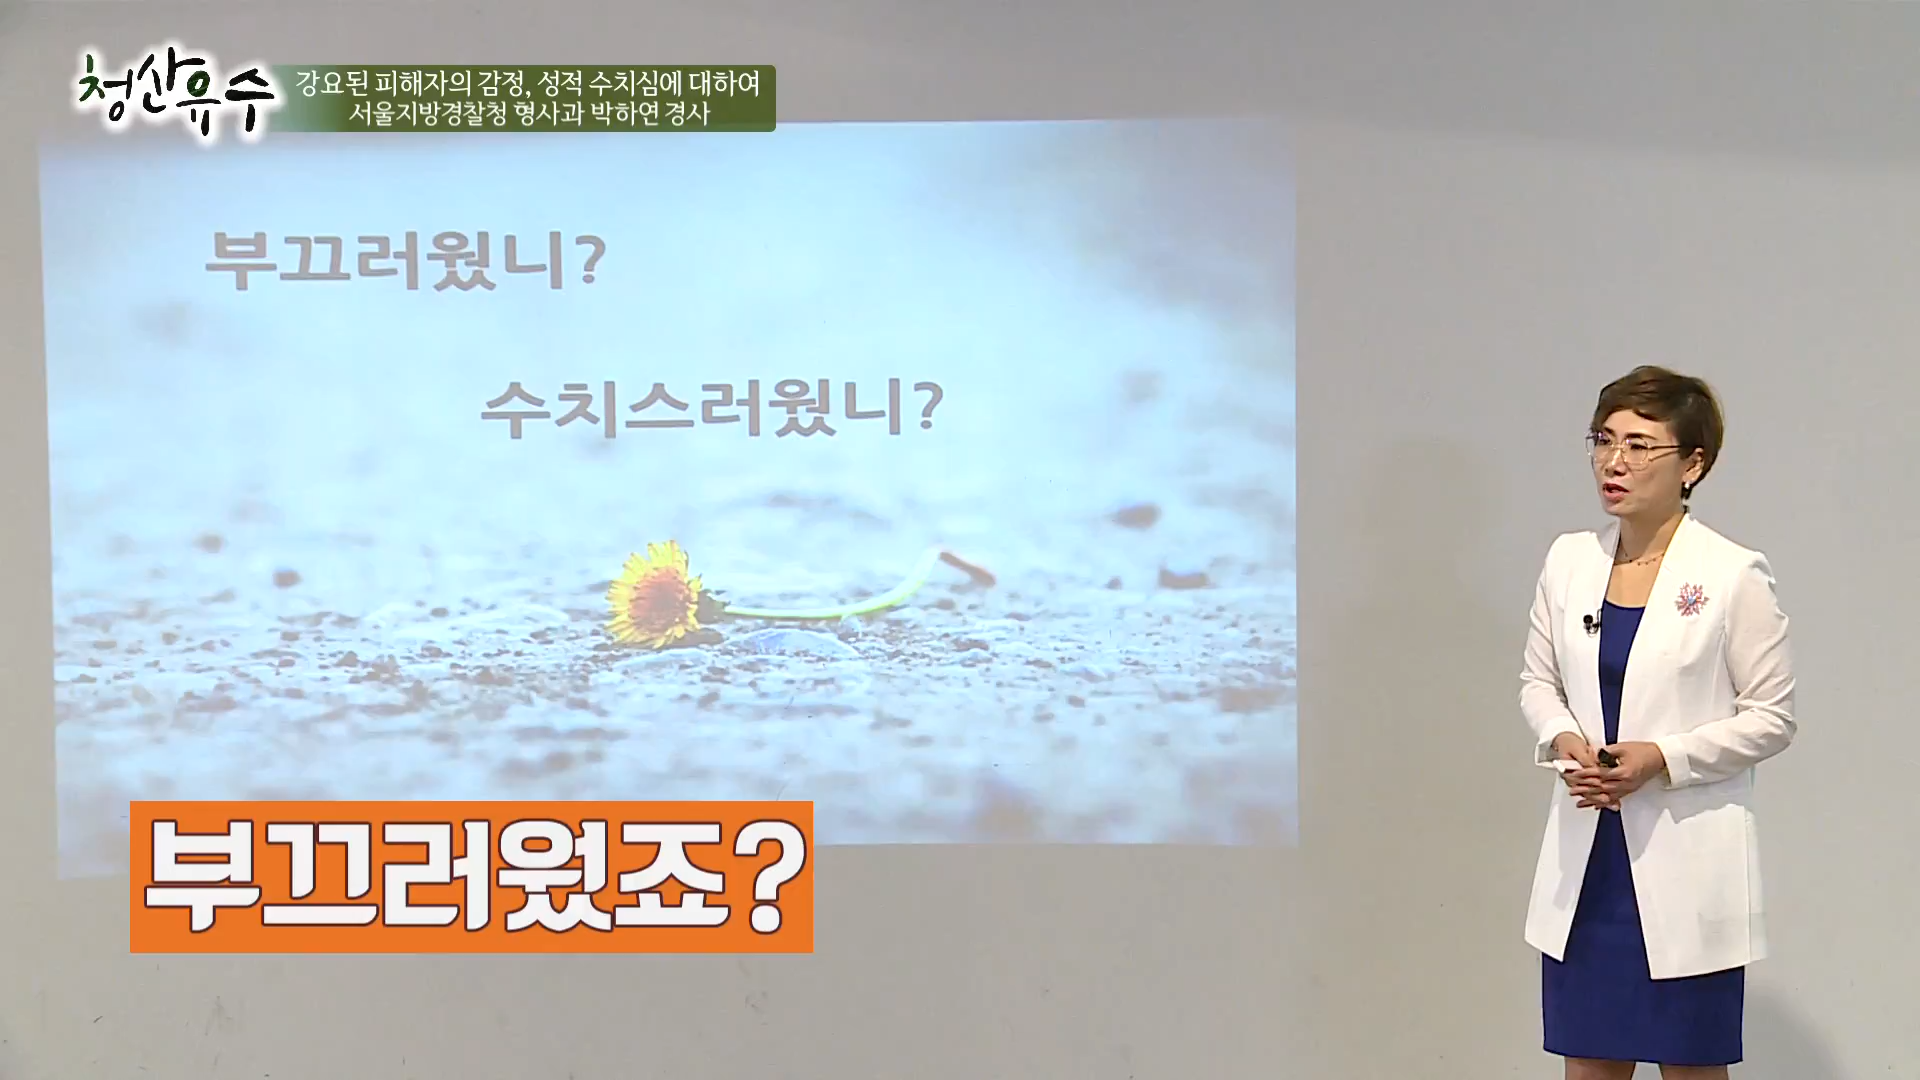 청산유수
강요된 피해자의 감정, 성적 수치심에 대하여
서울지방경찰청 형사과 박하연 경사
부끄러웠니?
수치스러웠니?
부끄러웠죠?